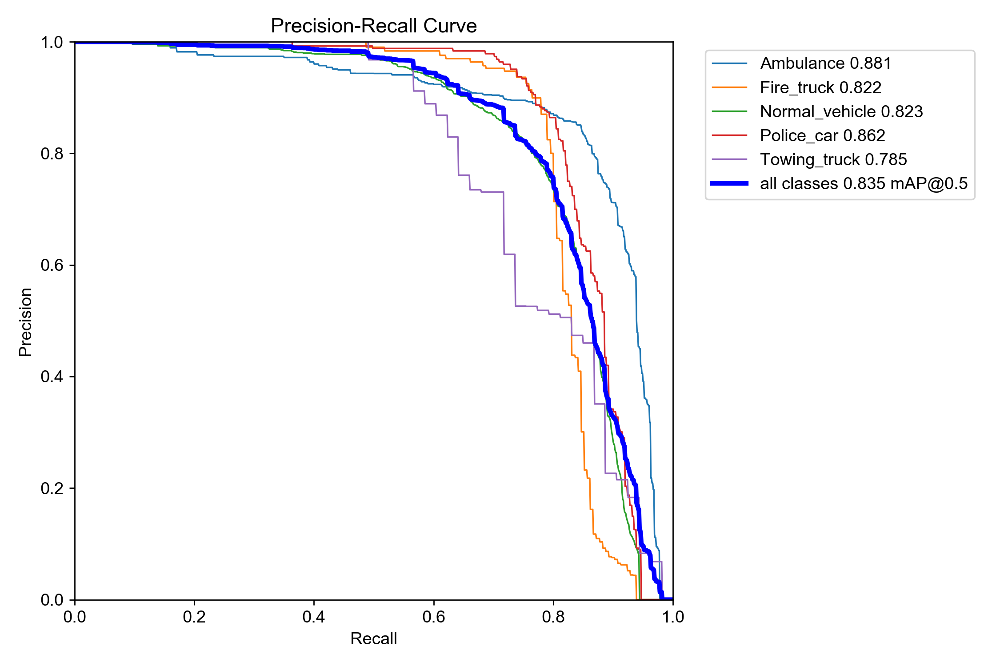 Precision-Recall Curve
1.0
0.8
0.6
0.4
0.2
0.0
Precision
0.0 0.2 0.4 0.6 0.8 1.0
Recall
Ambulance 0.881
Fire_truck 0.822
Normal_vehicle 0.823
Police_car 0.862
Towing_truck 0.785
all classes 0.835 mAP@0.5